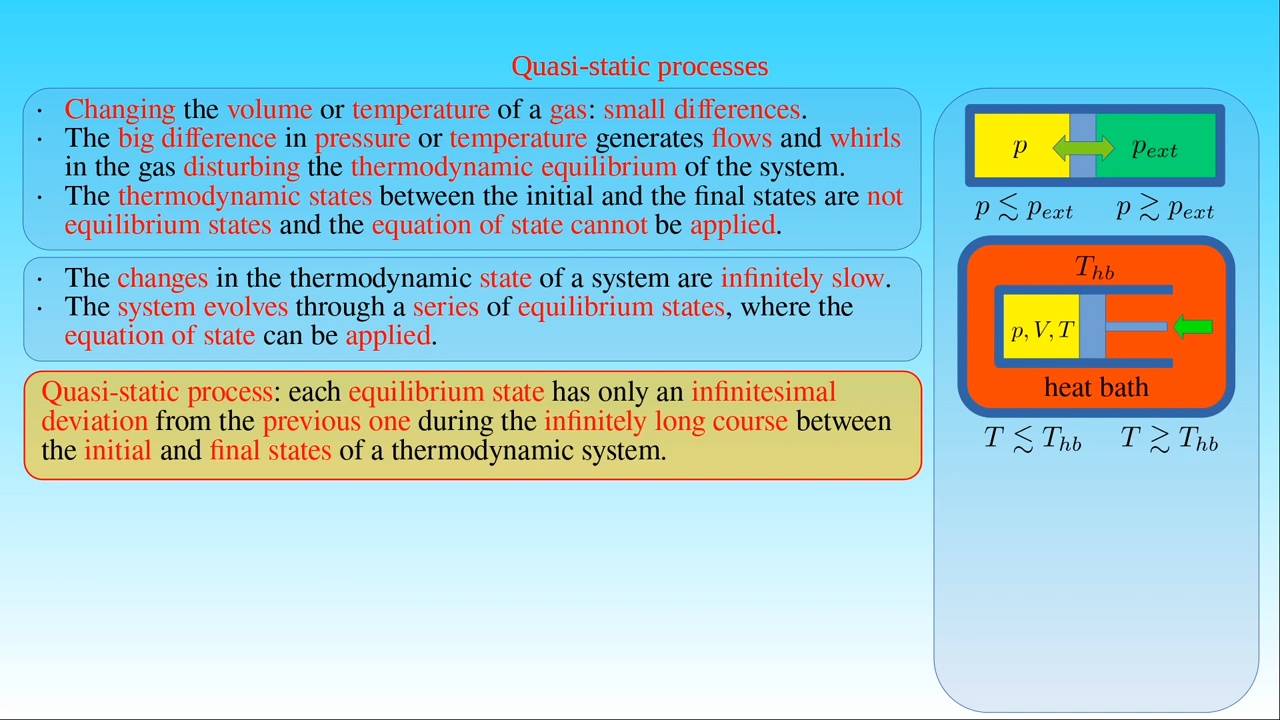 Quasi-static processes
· Changing the volume or temperature of a gas: small differences.
· The big difference in pressure or temperature generates flows and whirls
in the gas disturbing the thermodynamic equilibrium of the system.
· The thermodynamic states between the initial and the final states are not
equilibrium states and the equation of state cannot be applied.
· The changes in the thermodynamic state of a system are infinitely slow.
· The system evolves through a series of equilibrium states, where the
equation of state can be applied.
Quasi-static process: each equilibrium state has only an infinitesimal
deviation from the previous one during the infinitely long course between
the initial and final states of a thermodynamic system.
p p_ext
p ≲ p_ext p ≳ p_ext
T_hb
p, V, T
heat bath
T ≲ T_hb T ≳ T_hb